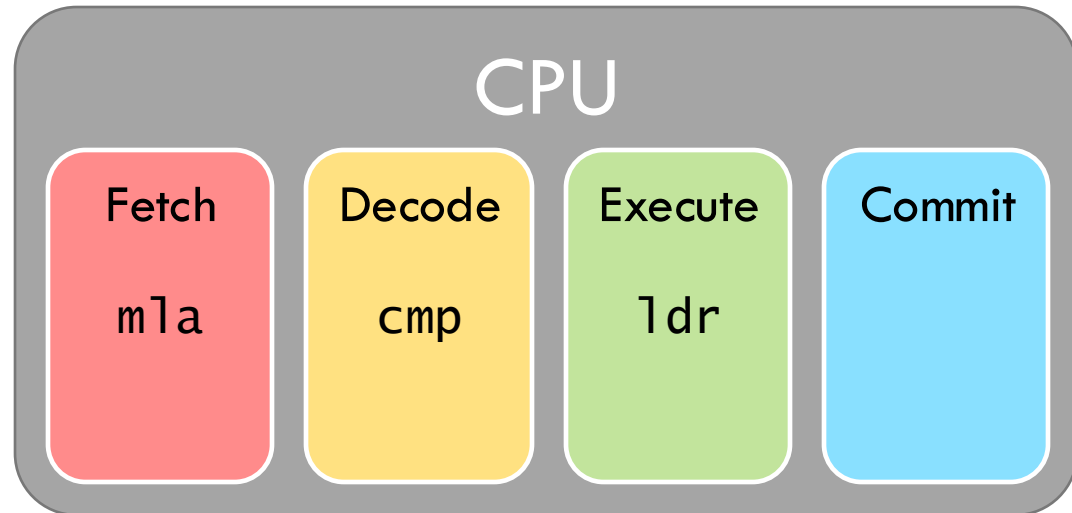 CPU
Fetch
Decode
Execute
Commit
mla
cmp
ldr